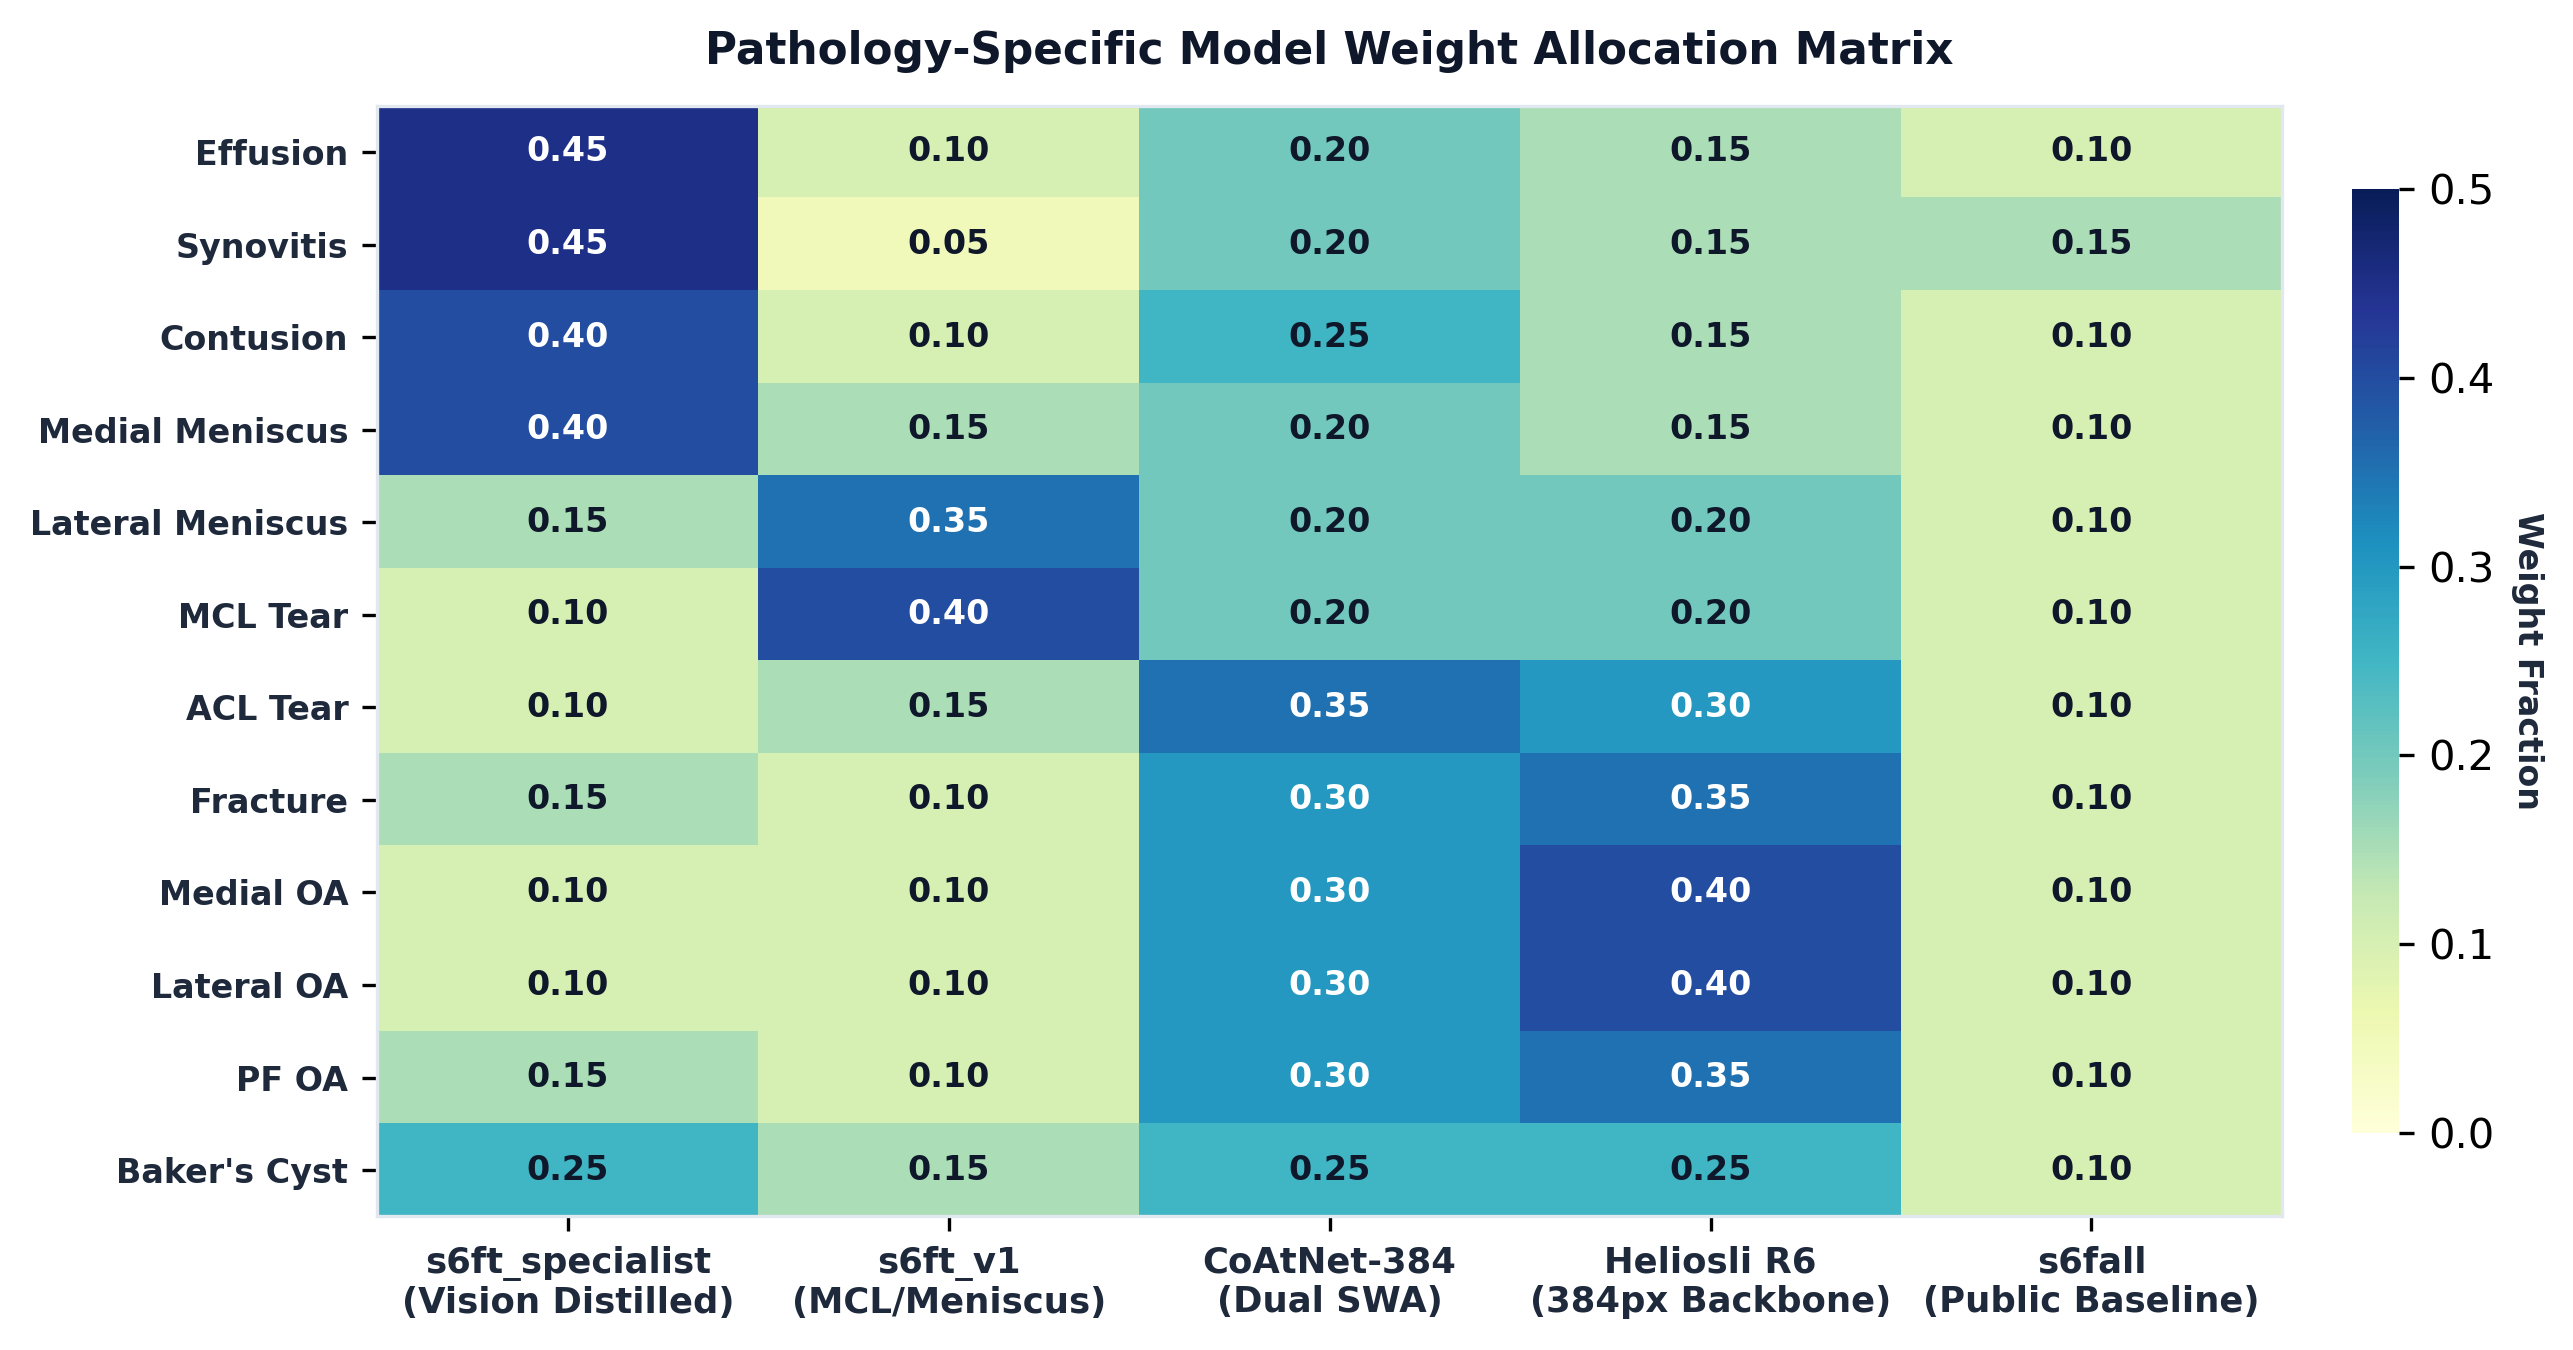 Pathology-Specific Model Weight Allocation Matrix
Effusion 0.45 0.10 0.20 0.15 0.10
Synovitis 0.45 0.05 0.20 0.15 0.15
Contusion 0.40 0.10 0.25 0.15 0.10
Medial Meniscus 0.40 0.15 0.20 0.15 0.10
Lateral Meniscus 0.15 0.35 0.20 0.20 0.10
MCL Tear 0.10 0.40 0.20 0.20 0.10
ACL Tear 0.10 0.15 0.35 0.30 0.10
Fracture 0.15 0.10 0.30 0.35 0.10
Medial OA 0.10 0.10 0.30 0.40 0.10
Lateral OA 0.10 0.10 0.30 0.40 0.10
PF OA 0.15 0.10 0.30 0.35 0.10
Baker's Cyst 0.25 0.15 0.25 0.25 0.10
s6ft_specialist s6ft_v1 CoAtNet-384 Heliosli R6 s6fall
(Vision Distilled) (MCL/Meniscus) (Dual SWA) (384px Backbone) (Public Baseline)
0.5
0.4
0.3
0.2
0.1
0.0
Weight Fraction